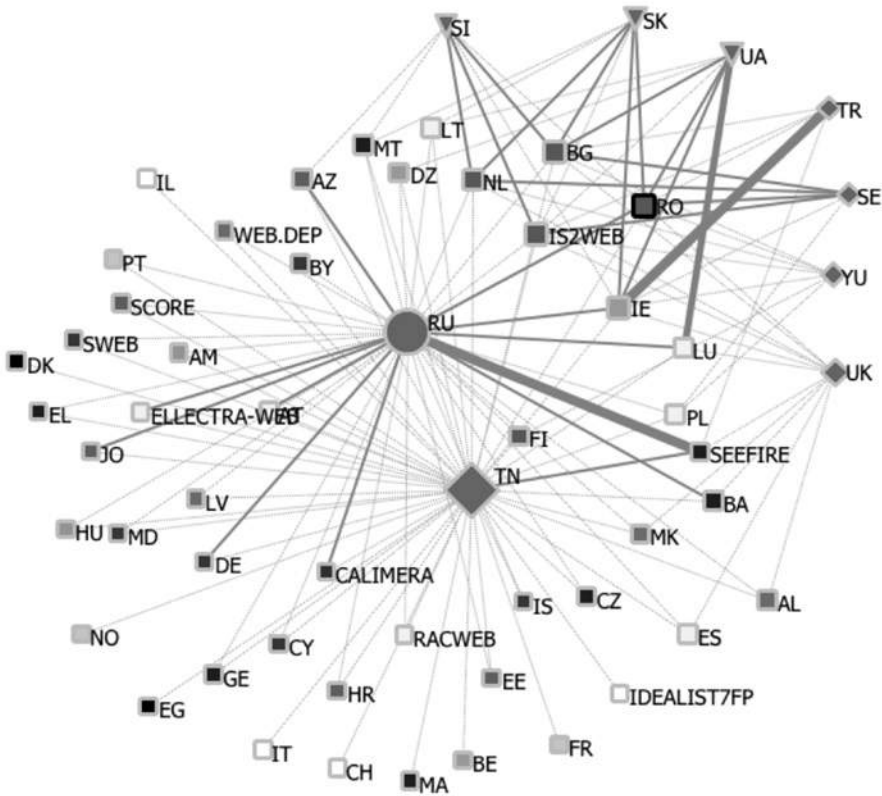 SI
SK
UA
TR
LT
MT
BG
DZ
NL
AZ
IL
SE
RO
WEB.DEP
IS2WEB
PT
BY
YU
SCORE
IE
RU
SWEB
AM
LU
DK
UK
EL
ELLECTRA-WEB
AT
PL
FI
JO
SEEFIRE
TN
LV
BA
HU
MD
MK
DE
CALIMERA
IS
CZ
AL
NO
CY
RACWEB
ES
GE
HR
EE
IDEALIST7FP
EG
IT
CH
MA
BE
FR